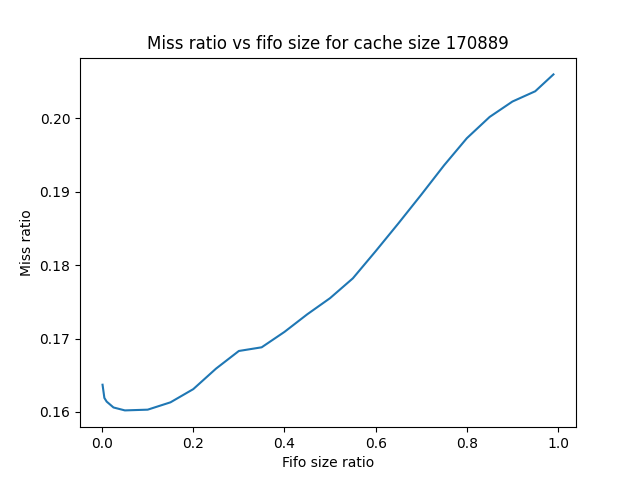 Miss ratio vs fifo size for cache size 170889
0.20
0.19
0.18
0.17
0.16
Miss ratio
0.0 0.2 0.4 0.6 0.8 1.0
Fifo size ratio